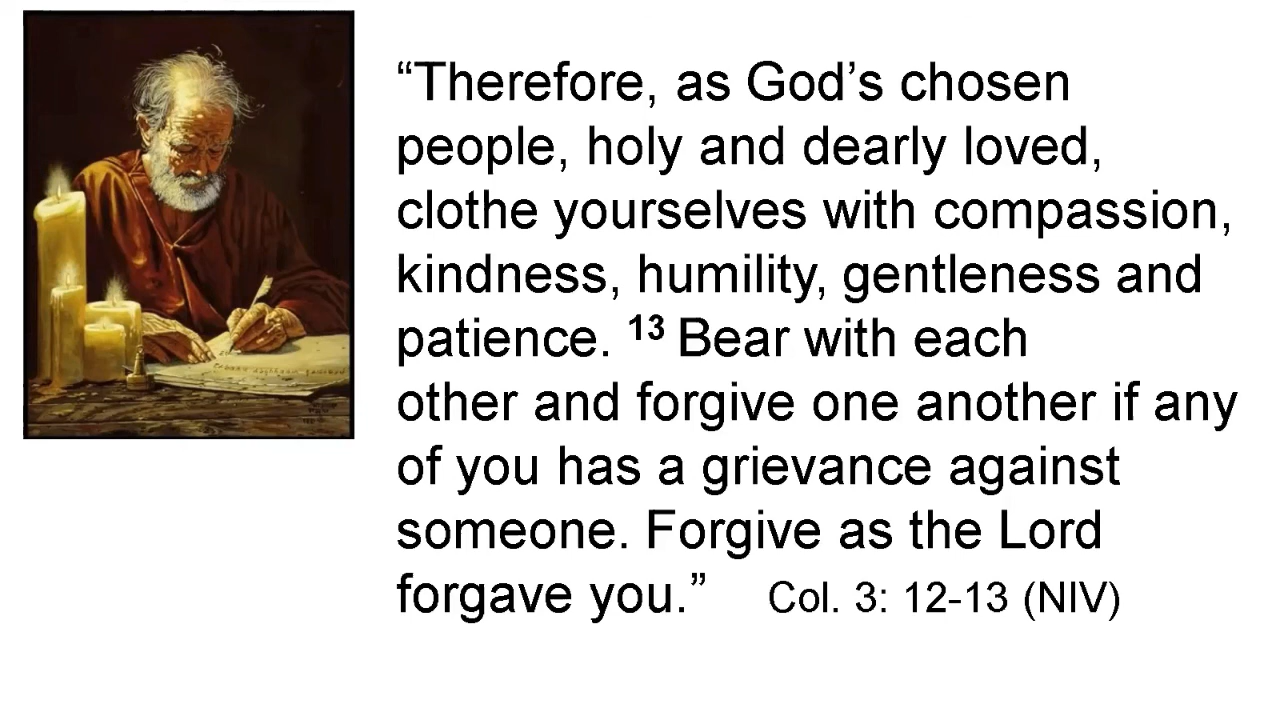 “Therefore, as God’s chosen
people, holy and dearly loved,
clothe yourselves with compassion,
kindness, humility, gentleness and
patience. 13 Bear with each
other and forgive one another if any
of you has a grievance against
someone. Forgive as the Lord
forgave you.” Col. 3: 12-13 (NIV)